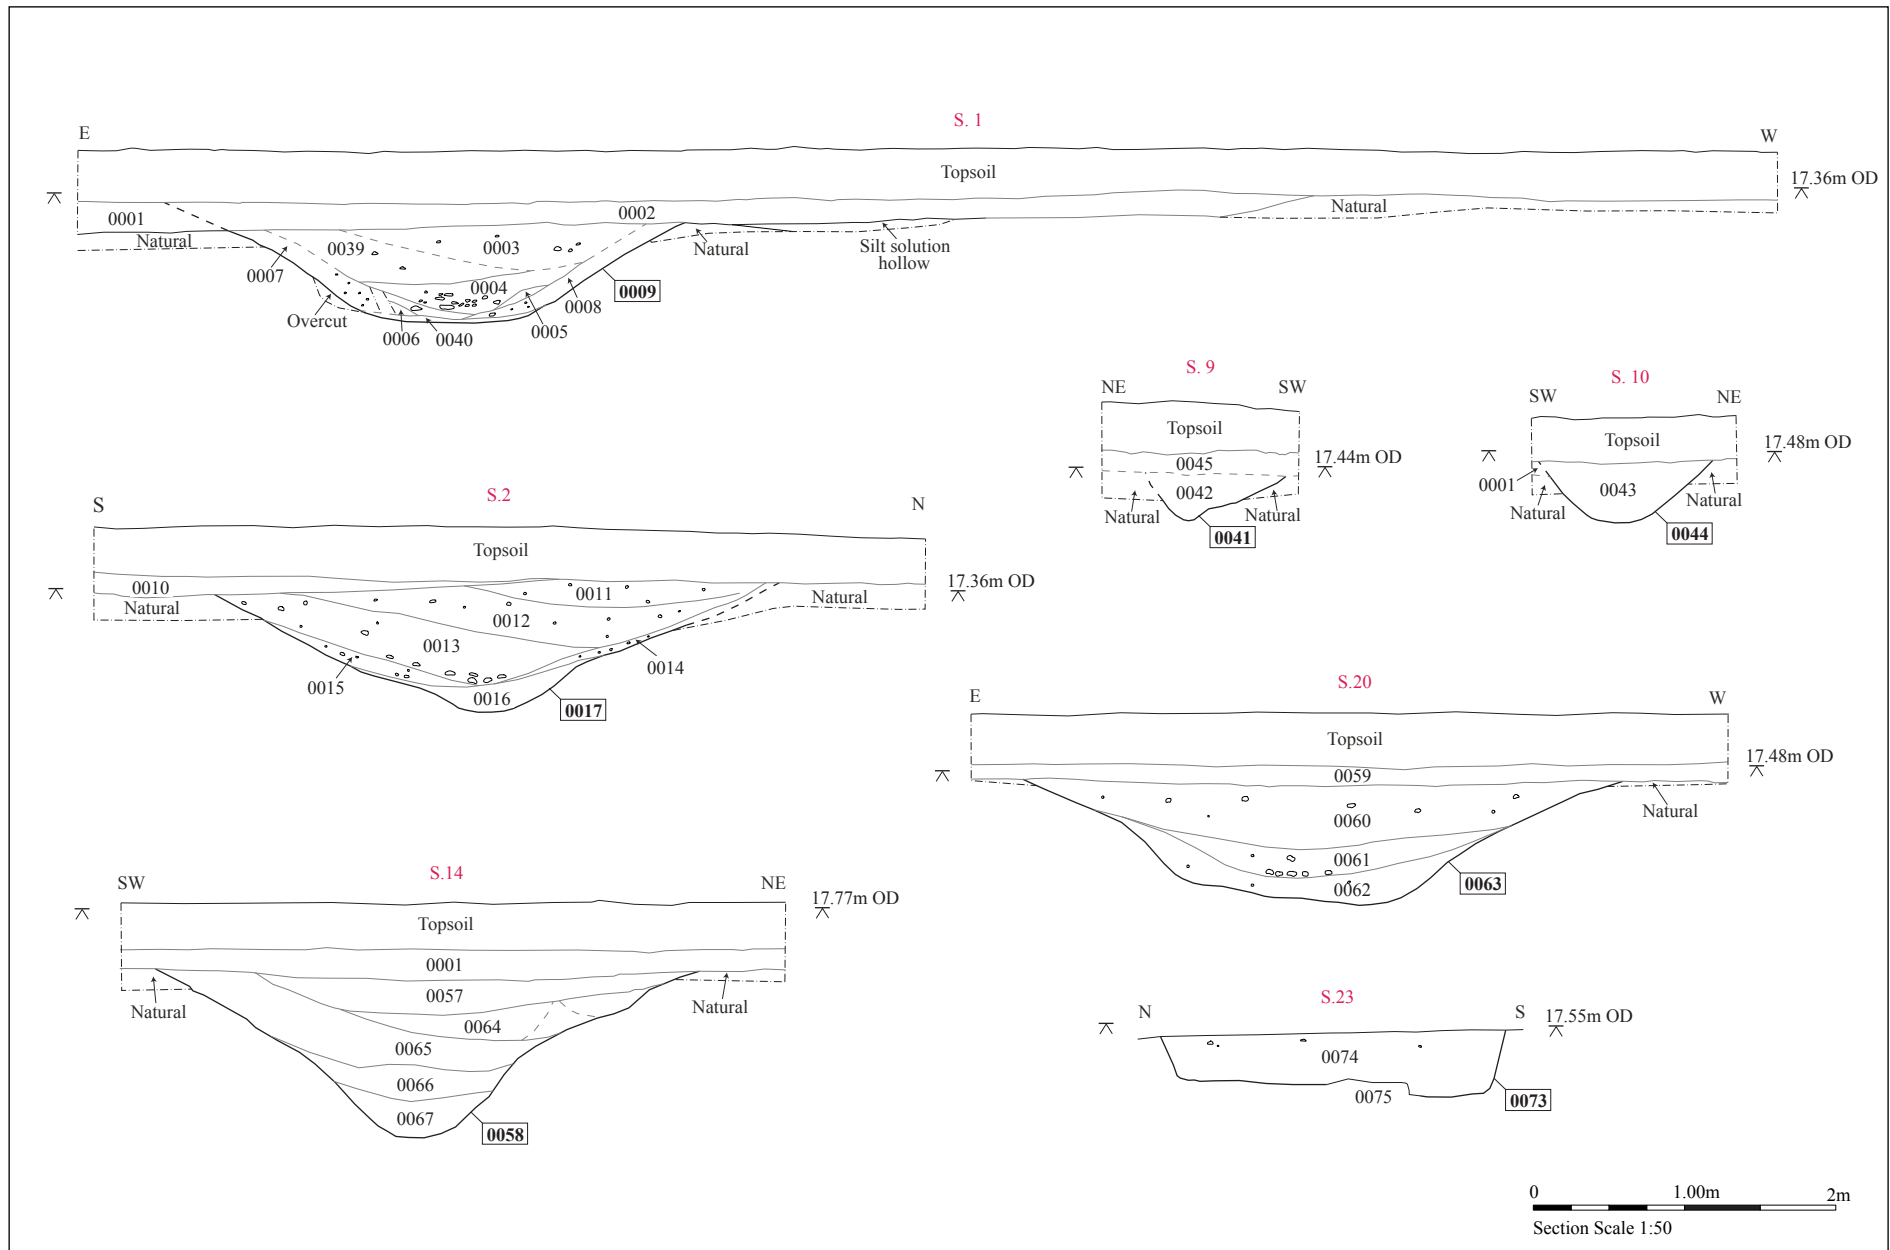 S. 1
E
W
Topsoil
17.36m OD
0001
0002
Natural
Natural
0039
0003
Natural
Silt solution
hollow
0007
0004
0008
0009
Overcut
0006
0040
0005
S. 9
NE
SW
Topsoil
17.44m OD
0045
0042
Natural
Natural
0041
S. 10
SW
NE
Topsoil
17.48m OD
0001
0043
Natural
Natural
0044
S.2
S
N
Topsoil
17.36m OD
0010
0011
Natural
Natural
0012
0013
0014
0015
0016
0017
S.20
E
W
Topsoil
17.48m OD
0059
Natural
0060
0061
0062
0063
S.14
SW
NE
17.77m OD
Topsoil
0001
0057
Natural
Natural
0064
0065
0066
0067
0058
S.23
N
S
17.55m OD
0074
0075
0073
0
1.00m
2m
Section Scale 1:50